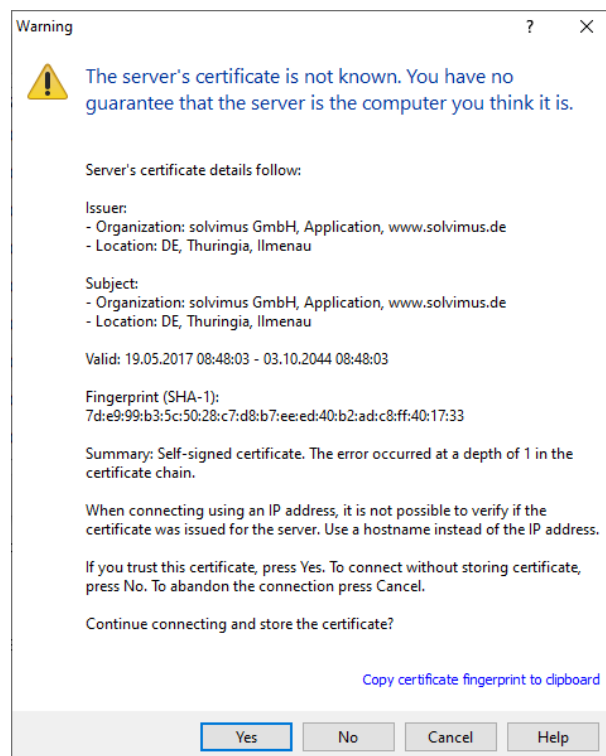 Warning
?
The server's certificate is not known. You have no
guarantee that the server is the computer you think it is.
Server's certificate details follow:
Issuer:
- Organization: solvimus GmbH, Application, www.solvimus.de
- Location: DE, Thuringia, Ilmenau
Subject:
- Organization: solvimus GmbH, Application, www.solvimus.de
- Location: DE, Thuringia, Ilmenau
Valid: 19.05.2017 08:48:03 - 03.10.2044 08:48:03
Fingerprint (SHA-1):
7d:e9:99:b3:5c:50:28:c7:d8:b7:ee:ed:40:b2:ad:c8:ff:40:17:33
Summary: Self-signed certificate. The error occurred at a depth of 1 in the
certificate chain.
When connecting using an IP address, it is not possible to verify if the
certificate was issued for the server. Use a hostname instead of the IP address.
If you trust this certificate, press Yes. To connect without storing certificate,
press No. To abandon the connection press Cancel.
Continue connecting and store the certificate?
Copy certificate fingerprint to clipboard
Yes
No
Cancel
Help